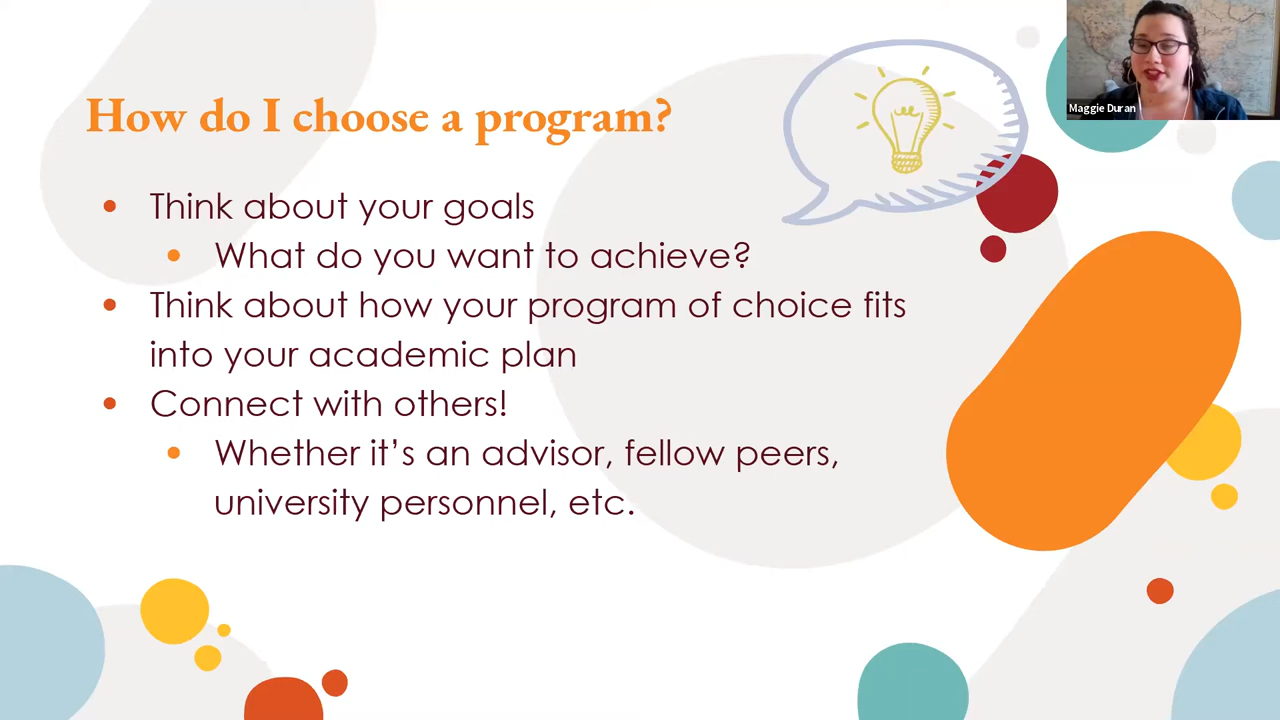 How do I choose a program?
Maggie Duran
• Think about your goals
• What do you want to achieve?
• Think about how your program of choice fits
into your academic plan
• Connect with others!
• Whether it’s an advisor, fellow peers,
university personnel, etc.